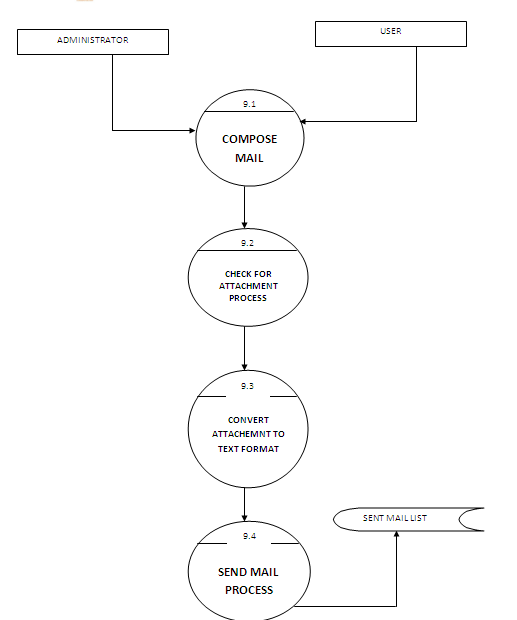 ADMINISTRATOR
USER
9.1
COMPOSE
MAIL
9.2
CHECK FOR
ATTACHMENT
PROCESS
9.3
CONVERT
ATTACHEMNT TO
TEXT FORMAT
SENT MAIL LIST
9.4
SEND MAIL
PROCESS